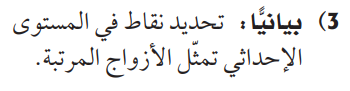 3) بيانيًّا: تحديد نقاط في المستوى
الإحداثي تمثّل الأزواج المرتبة.